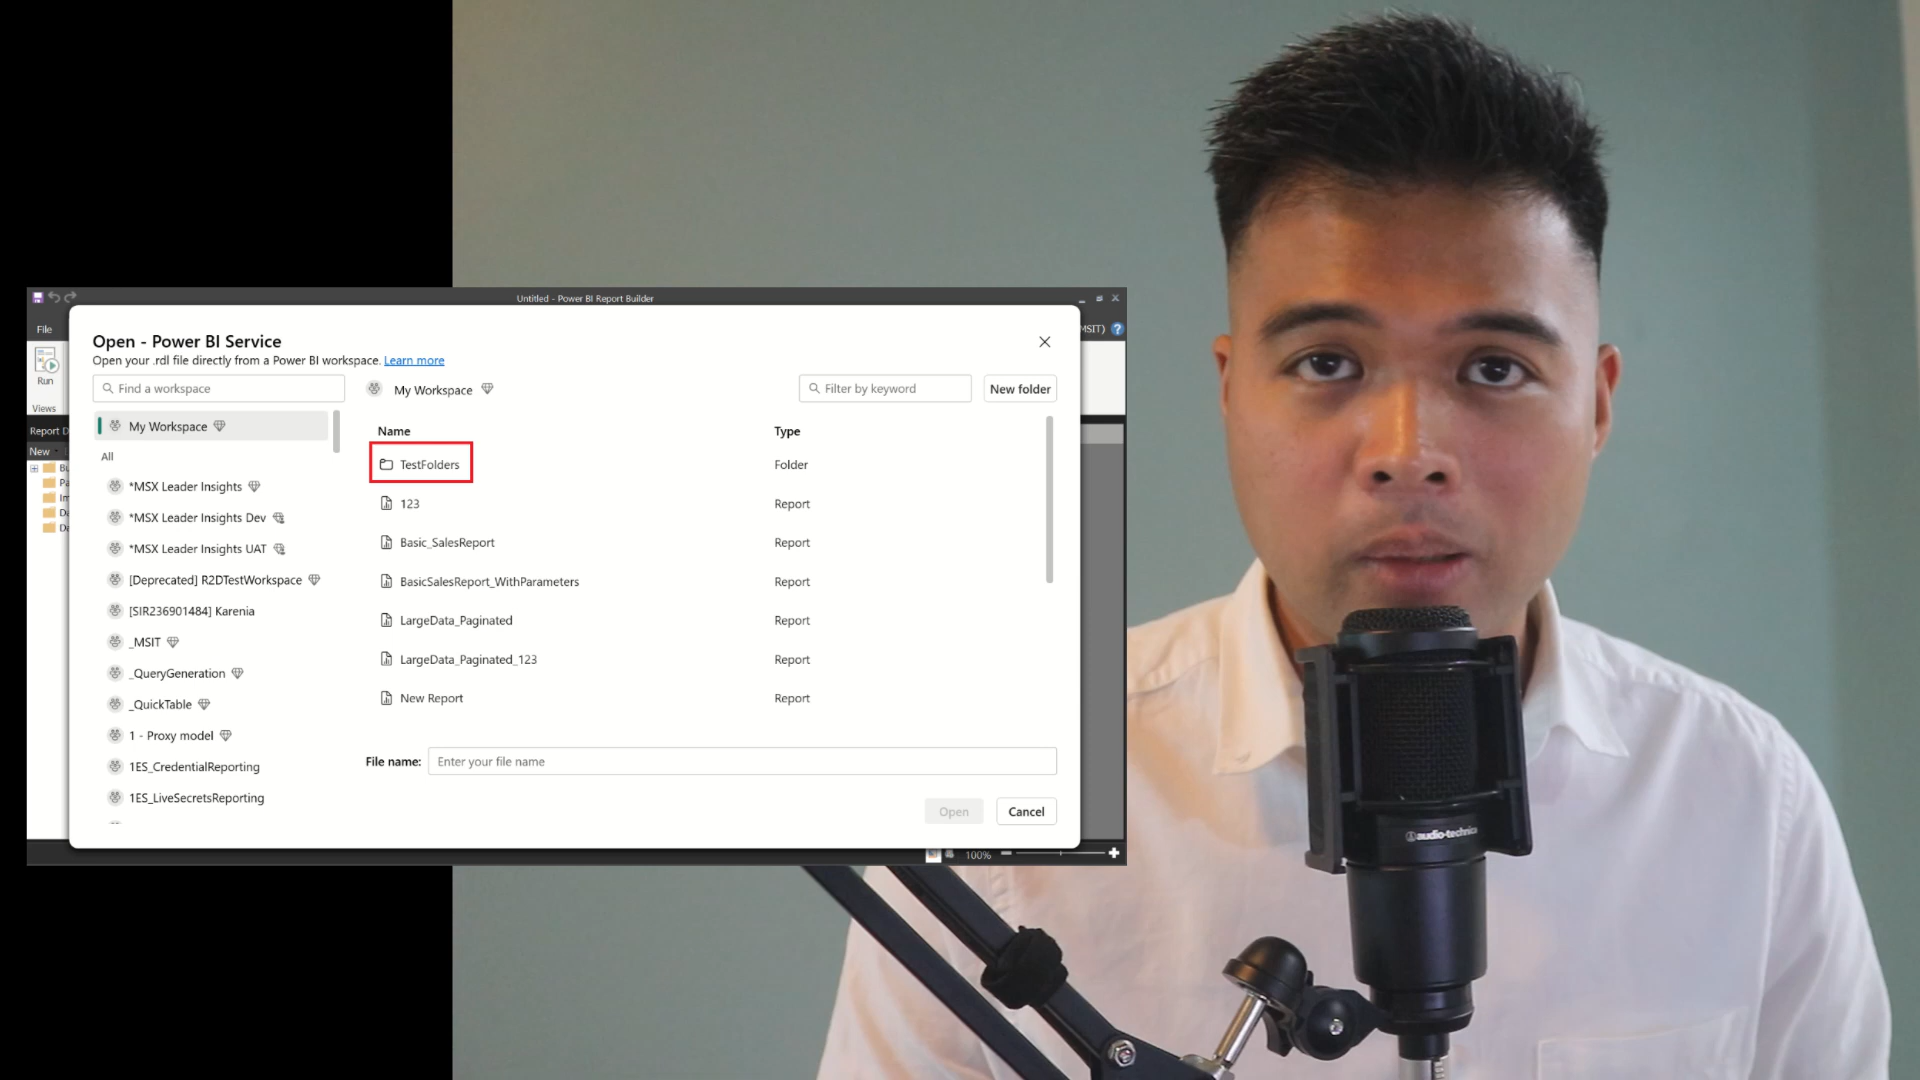 Untitled - Power BI Report Builder
File
MSIT)
Run
Views
Report D
New
Open - Power BI Service
Open your .rdl file directly from a Power BI workspace. Learn more
Find a workspace
My Workspace
Filter by keyword
New folder
My Workspace
All
*MSX Leader Insights
*MSX Leader Insights Dev
*MSX Leader Insights UAT
[Deprecated] R2DTestWorkspace
[SIR236901484] Karenia
_MSIT
_QueryGeneration
_QuickTable
1 - Proxy model
1ES_CredentialReporting
1ES_LiveSecretsReporting
Name Type
TestFolders Folder
123 Report
Basic_SalesReport Report
BasicSalesReport_WithParameters Report
LargeData_Paginated Report
LargeData_Paginated_123 Report
New Report Report
File name: Enter your file name
Open Cancel
100%
audio-technica